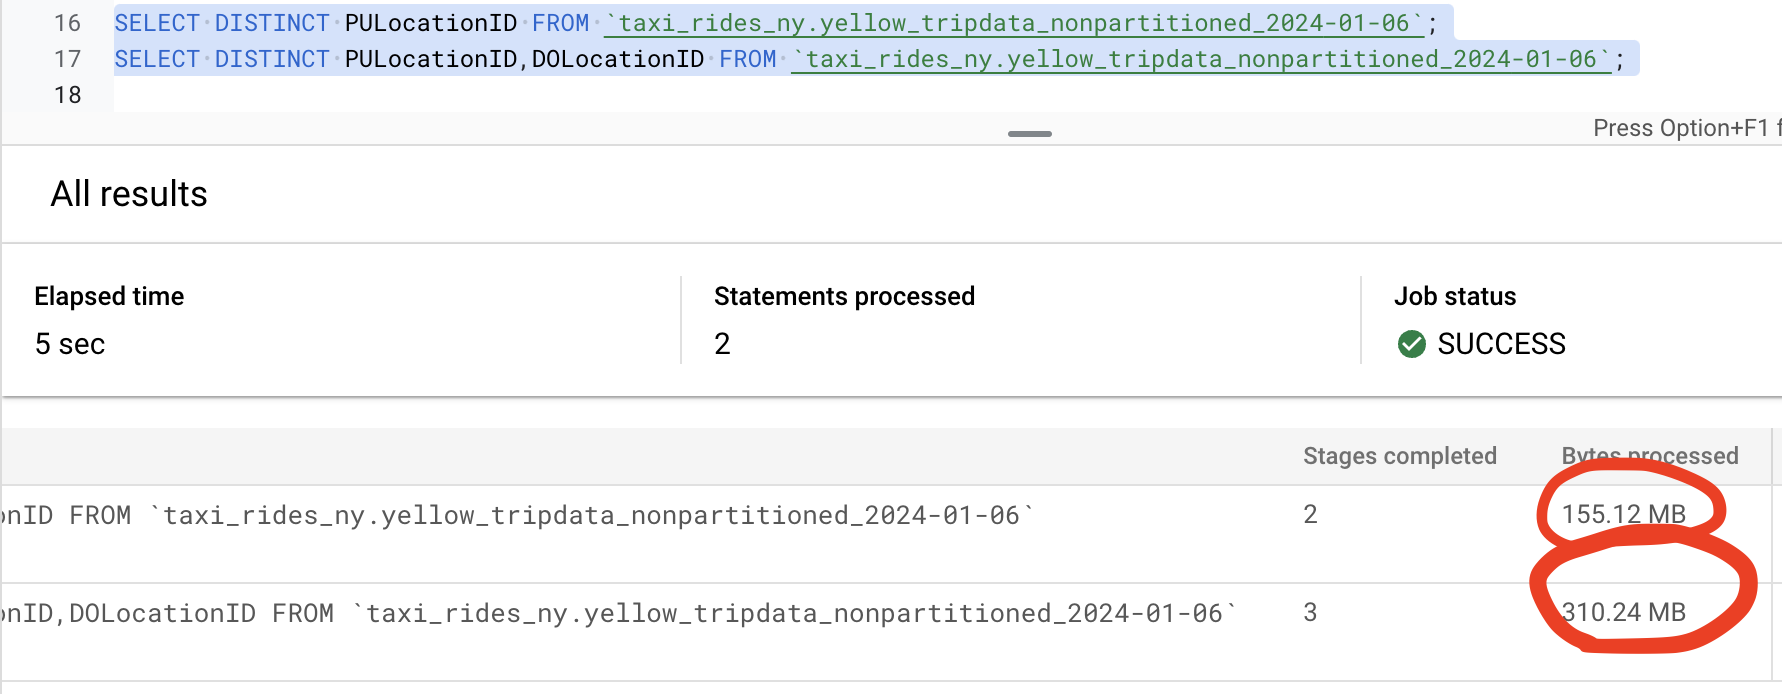 16 SELECT DISTINCT PULocationID FROM `taxi_rides_ny.yellow_tripdata_nonpartitioned_2024-01-06`;
17 SELECT DISTINCT PULocationID,DOLocationID FROM `taxi_rides_ny.yellow_tripdata_nonpartitioned_2024-01-06`;
18
Press Option+F1 f
All results
Elapsed time Statements processed Job status
5 sec 2 SUCCESS
Stages completed Bytes processed
onID FROM `taxi_rides_ny.yellow_tripdata_nonpartitioned_2024-01-06` 2 155.12 MB
onID,DOLocationID FROM `taxi_rides_ny.yellow_tripdata_nonpartitioned_2024-01-06` 3 310.24 MB